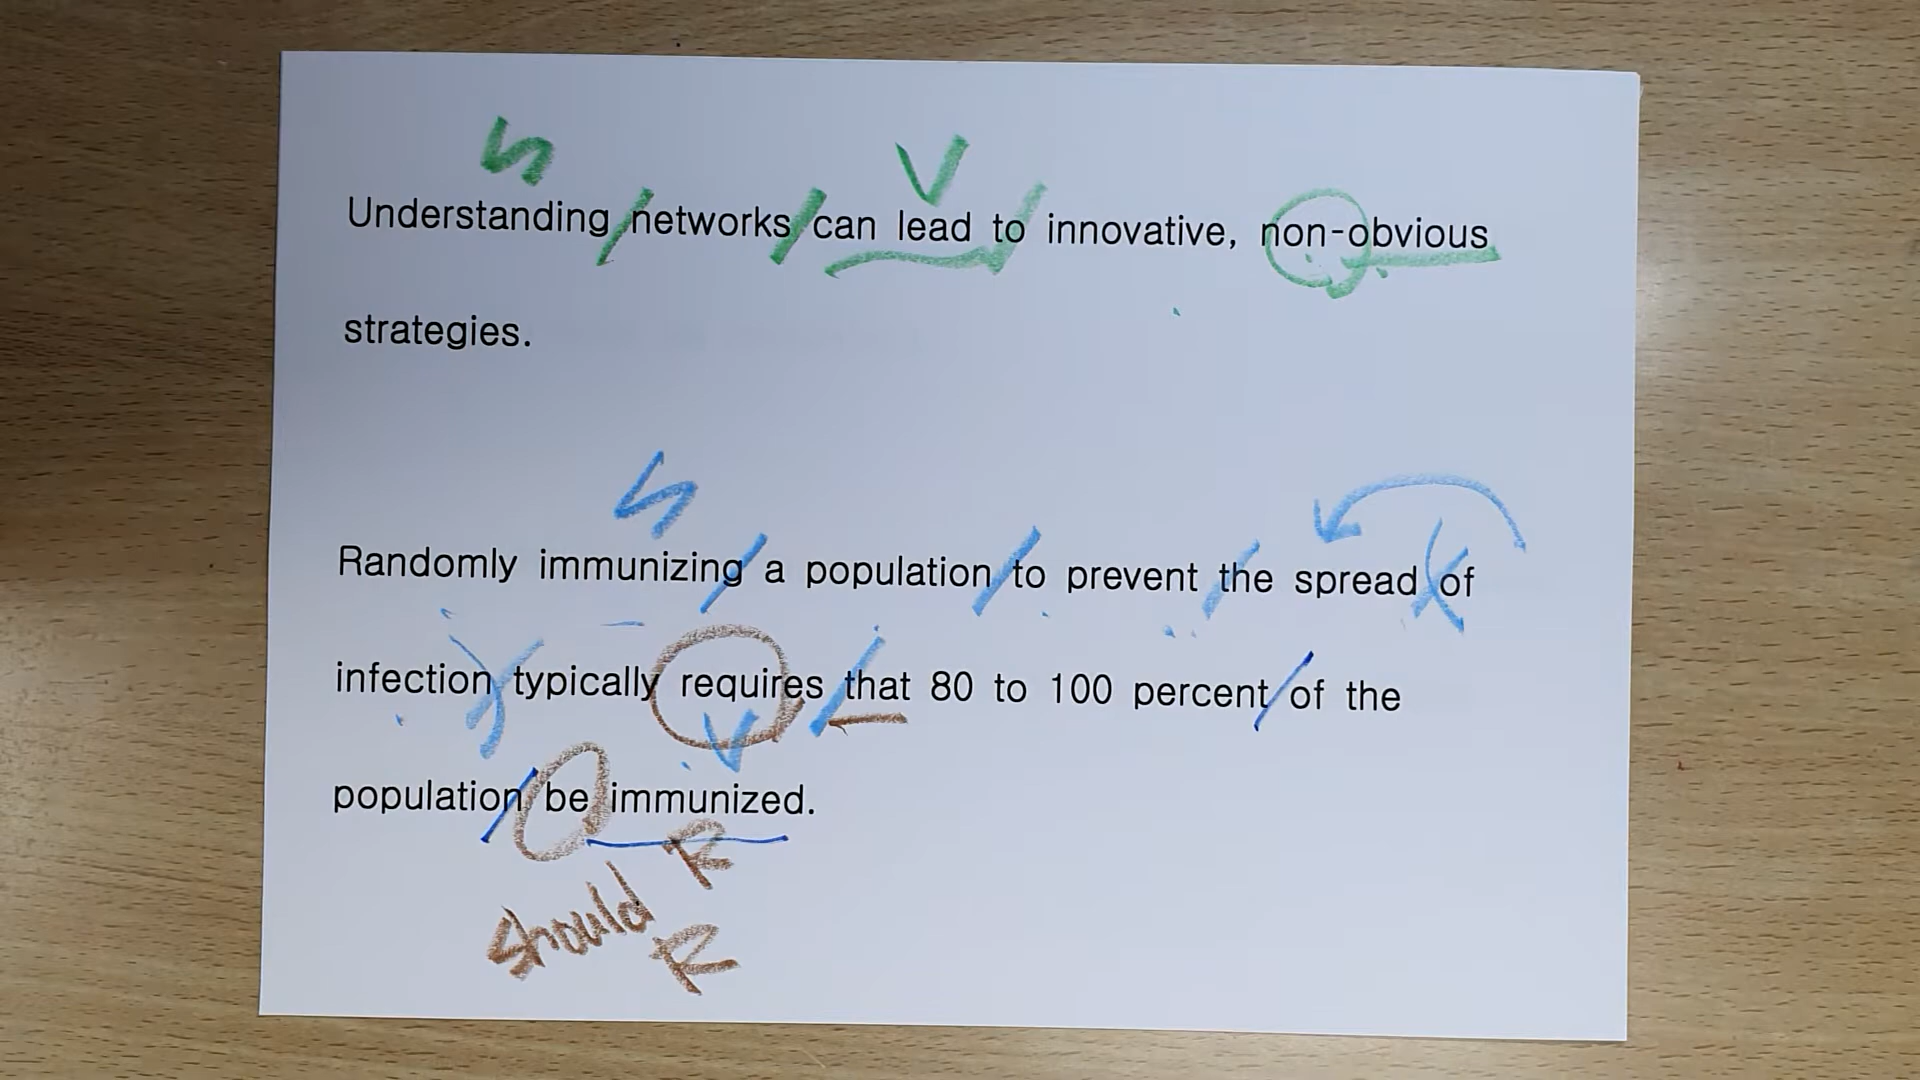 S
V
Understanding networks can lead to innovative, non-obvious
strategies.
S
Randomly immunizing a population to prevent the spread of
infection typically requires that 80 to 100 percent of the
V
population be immunized.
should R
R